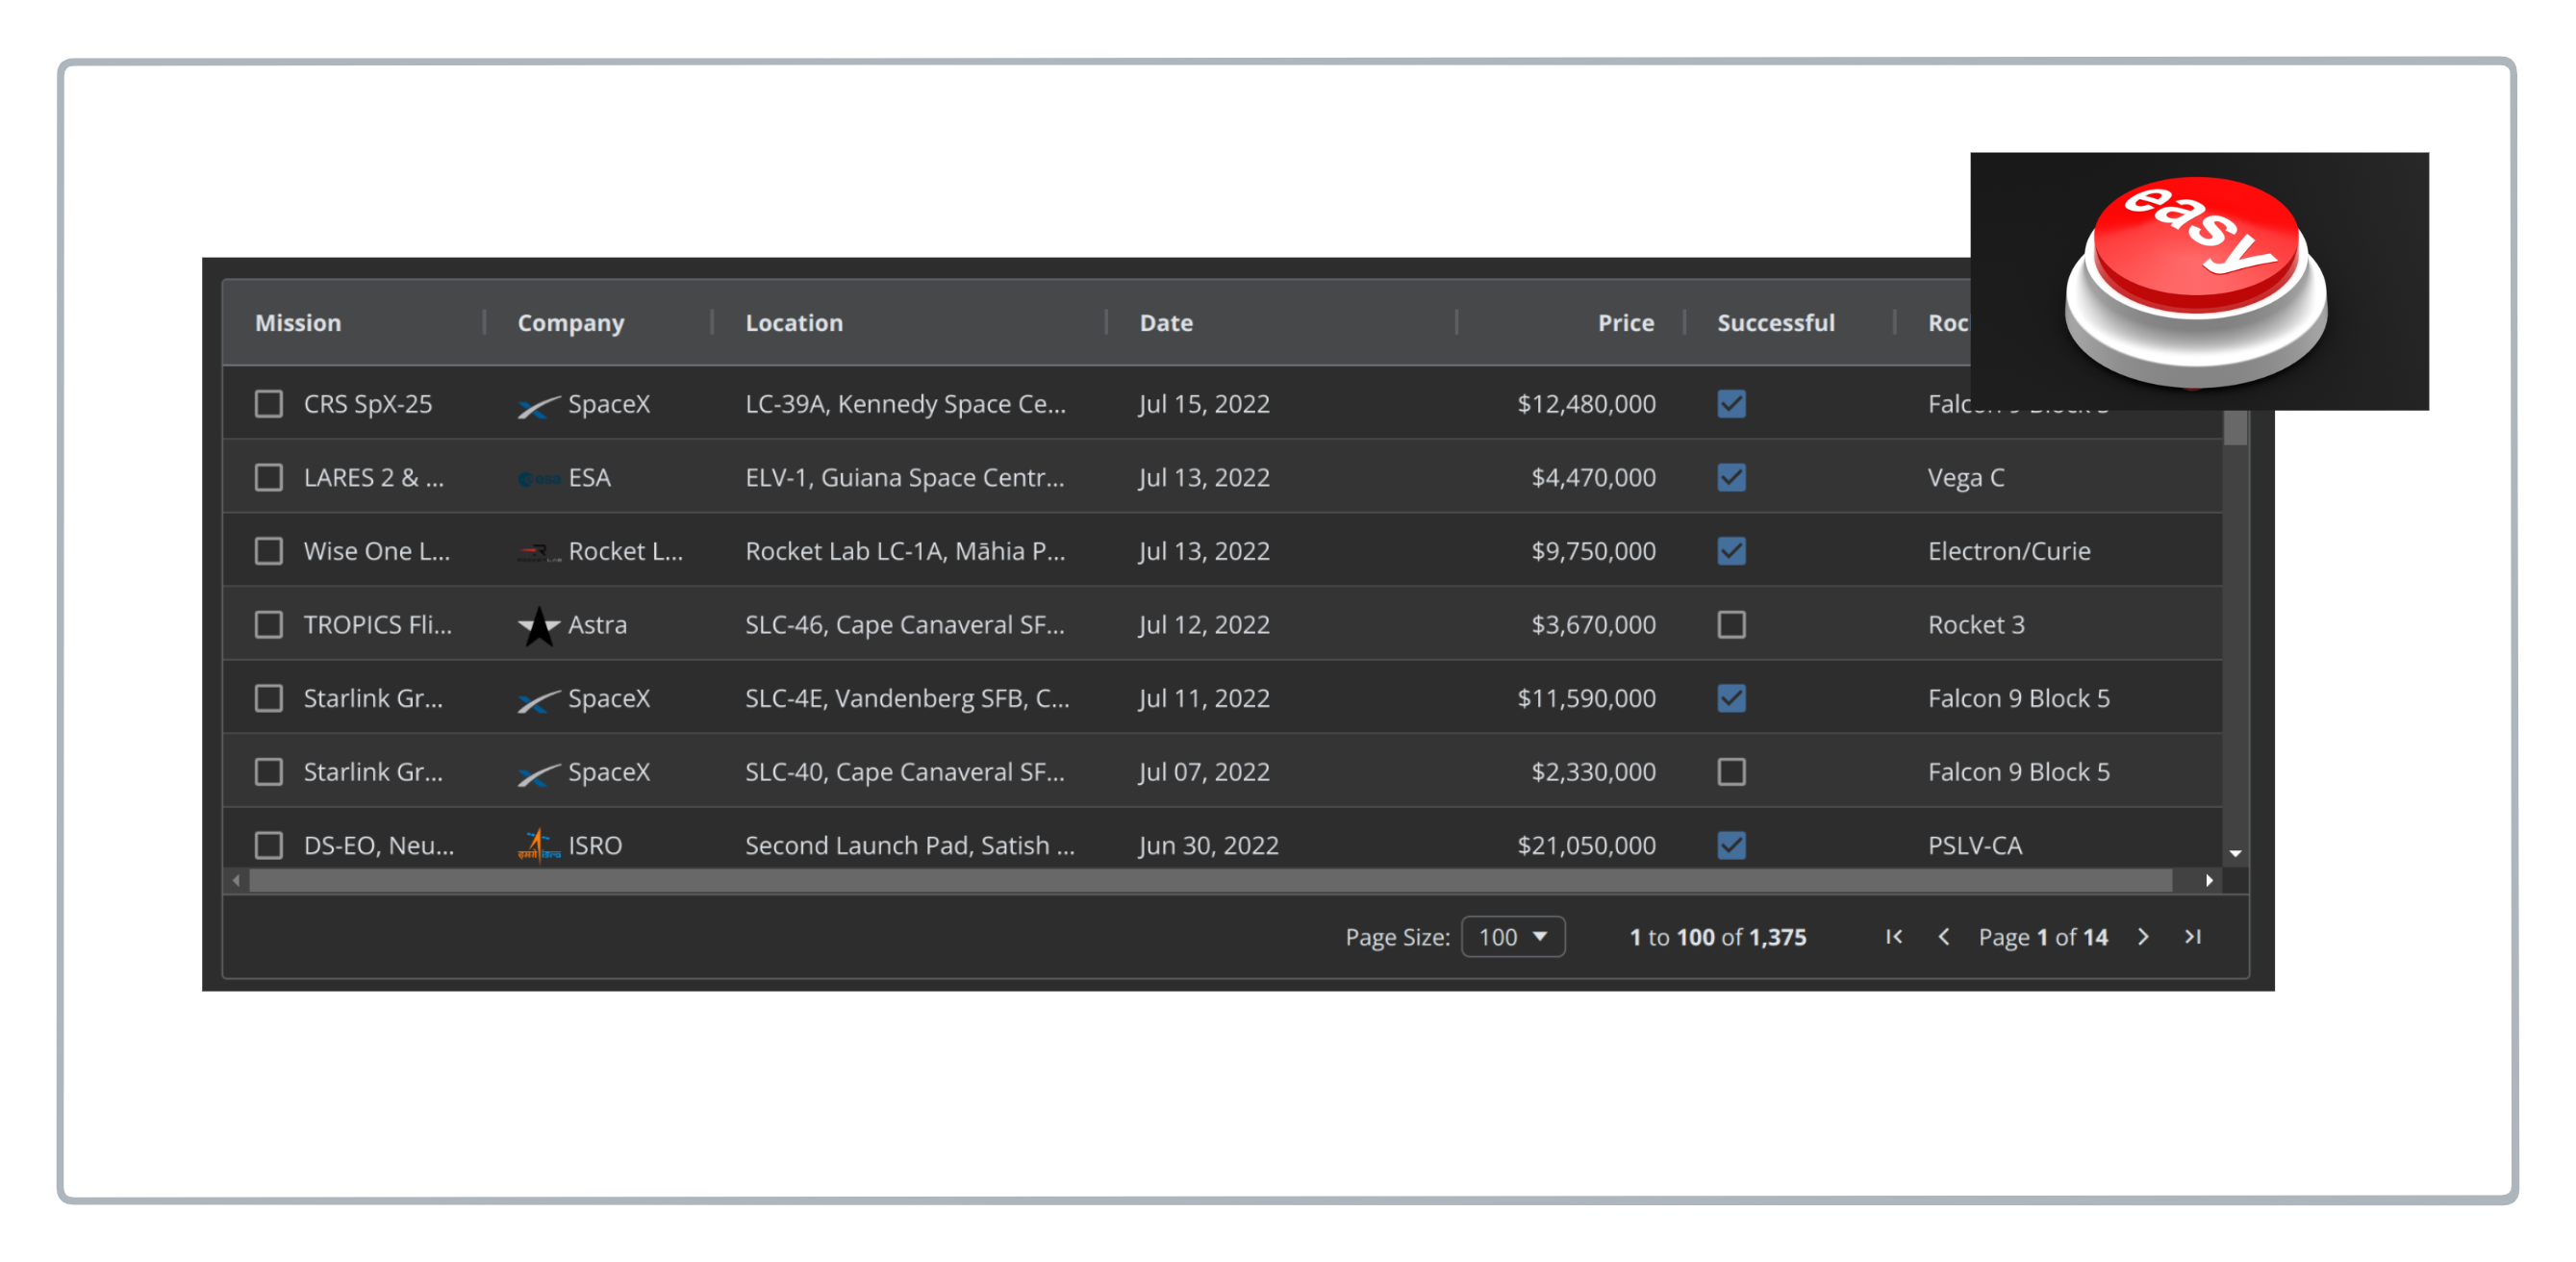 easy
Mission Company Location Date Price Successful
CRS SpX-25 SpaceX LC-39A, Kennedy Space Ce... Jul 15, 2022 $12,480,000
LARES 2 & ... esa ESA ELV-1, Guiana Space Centr... Jul 13, 2022 $4,470,000 Vega C
Wise One L... Rocket L... Rocket Lab LC-1A, Māhia P... Jul 13, 2022 $9,750,000 Electron/Curie
TROPICS Fli... Astra SLC-46, Cape Canaveral SF... Jul 12, 2022 $3,670,000 Rocket 3
Starlink Gr... SpaceX SLC-4E, Vandenberg SFB, C... Jul 11, 2022 $11,590,000 Falcon 9 Block 5
Starlink Gr... SpaceX SLC-40, Cape Canaveral SF... Jul 07, 2022 $2,330,000 Falcon 9 Block 5
DS-EO, Neu... इसरो isro ISRO Second Launch Pad, Satish ... Jun 30, 2022 $21,050,000 PSLV-CA
Page Size: 100 1 to 100 of 1,375 Page 1 of 14